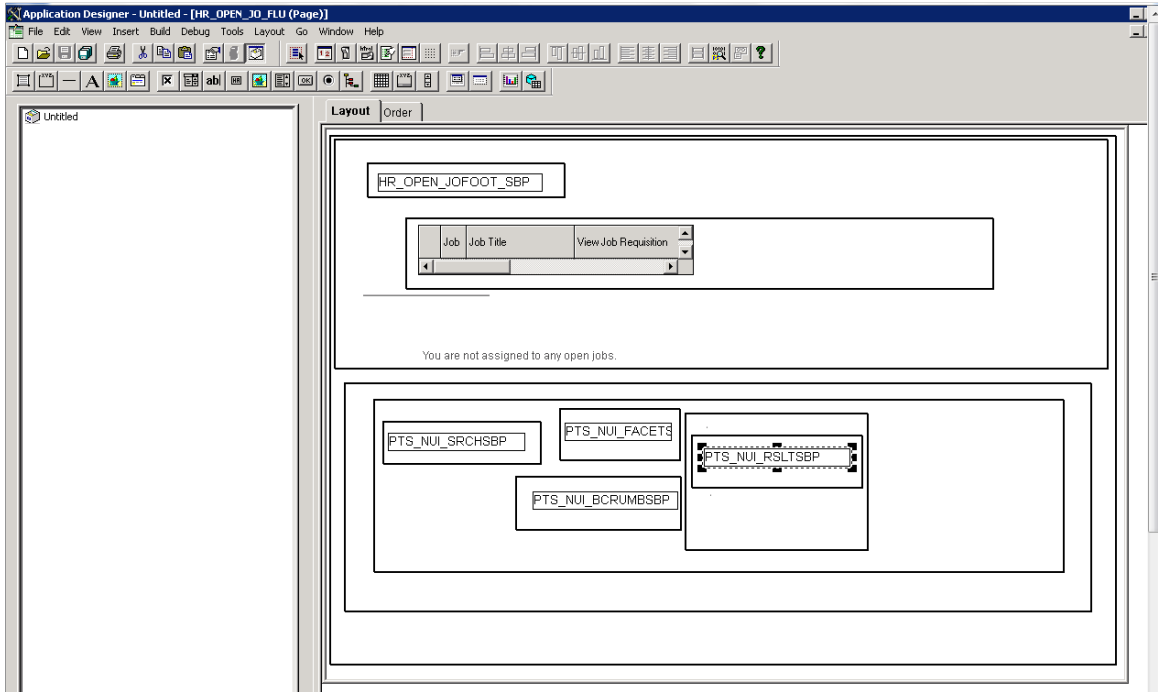 Application Designer - Untitled - [HR_OPEN_JO_FLU (Page)]
File Edit View Insert Build Debug Tools Layout Go Window Help
Untitled
Layout Order
HR_OPEN_JOFOOT_SBP
Job Job Title View Job Requisition
You are not assigned to any open jobs.
PTS_NUI_SRCHSBP
PTS_NUI_FACETS
PTS_NUI_RSLTSBP
PTS_NUI_BCRUMBSBP